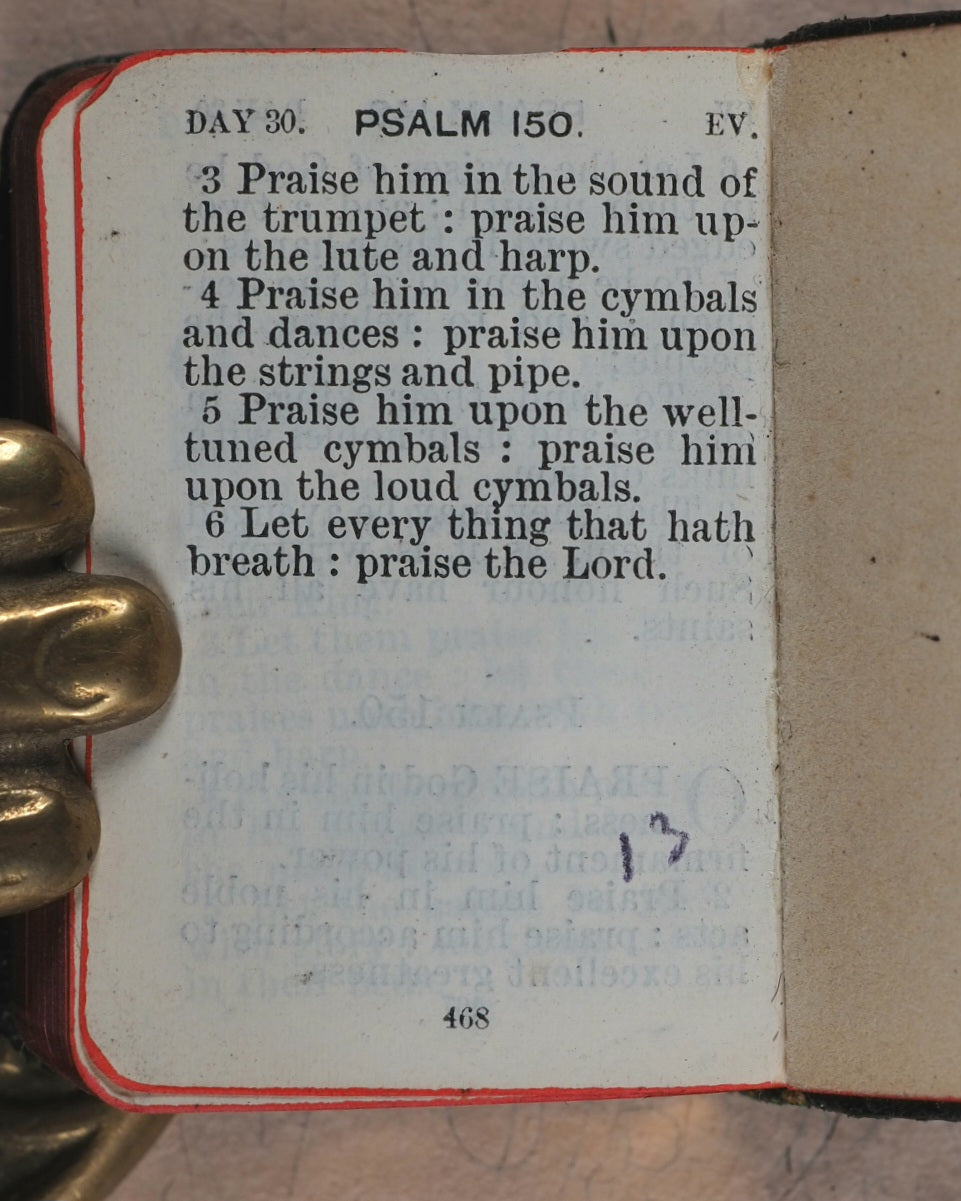 DAY 30. PSALM 150. EV.
3 Praise him in the sound of
the trumpet : praise him up-
on the lute and harp.
4 Praise him in the cymbals
and dances : praise him upon
the strings and pipe.
5 Praise him upon the well-
tuned cymbals : praise him
upon the loud cymbals.
6 Let every thing that hath
breath : praise the Lord.
13
468